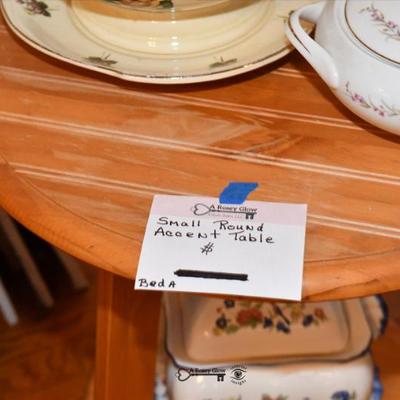 A Rosey Glow
Small Round
Accent Table
#
Bed A
A Rosey Glow